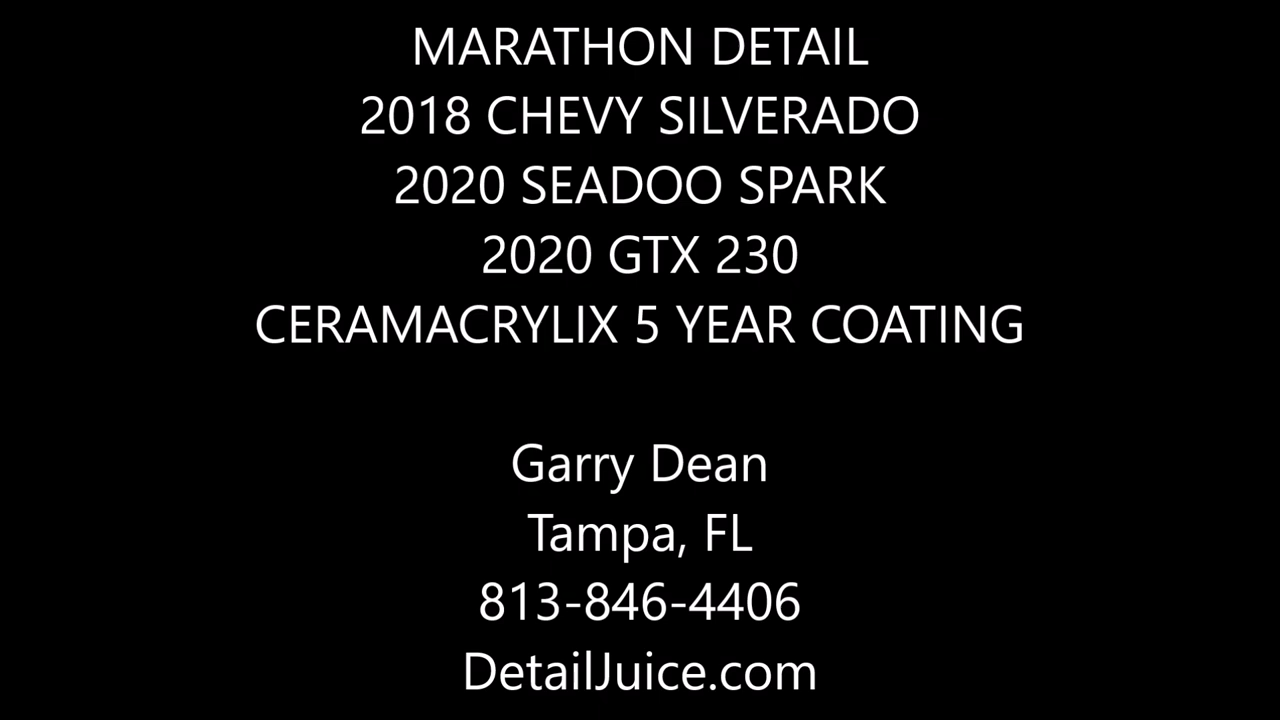 MARATHON DETAIL
2018 CHEVY SILVERADO
2020 SEADOO SPARK
2020 GTX 230
CERAMACRYLIX 5 YEAR COATING
Garry Dean
Tampa, FL
813-846-4406
DetailJuice.com